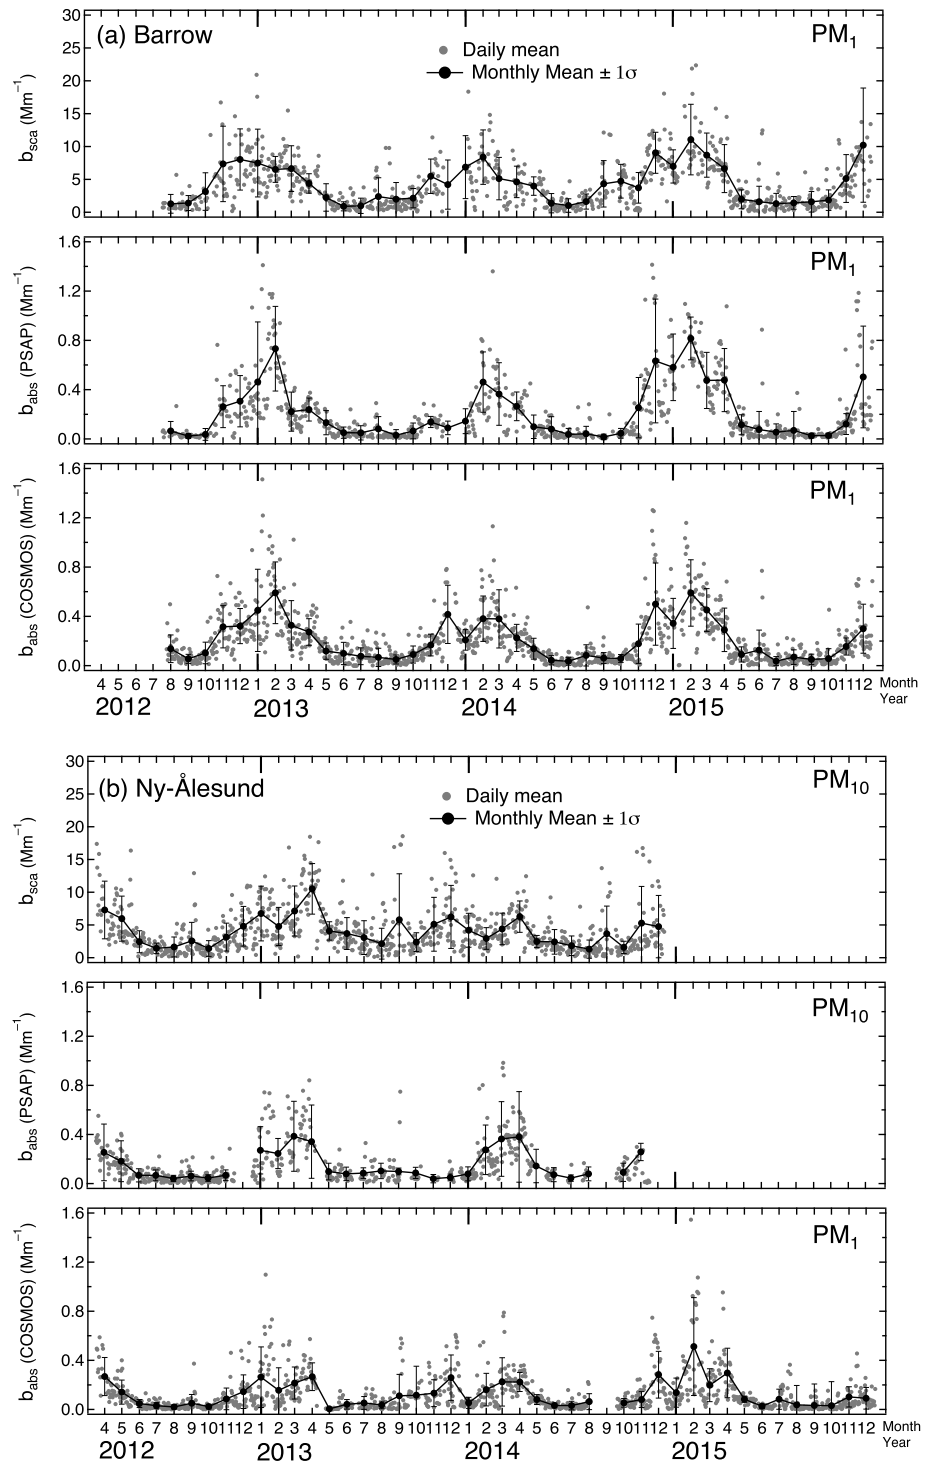 (a) Barrow
PM1
Daily mean
Monthly Mean ± 1σ
30
25
20
15
10
5
0
bsca (Mm−1)
PM1
1.6
1.2
0.8
0.4
0.0
babs (PSAP) (Mm−1)
PM1
1.6
1.2
0.8
0.4
0.0
babs (COSMOS) (Mm−1)
4 5 6 7 8 9 10 11 12 1 2 3 4 5 6 7 8 9 10 11 12 1 2 3 4 5 6 7 8 9 10 11 12 1 2 3 4 5 6 7 8 9 10 11 12 Month
2012 2013 2014 2015 Year
(b) Ny-Ålesund
PM10
Daily mean
Monthly Mean ± 1σ
30
25
20
15
10
5
0
bsca (Mm−1)
PM10
1.6
1.2
0.8
0.4
0.0
babs (PSAP) (Mm−1)
PM1
1.6
1.2
0.8
0.4
0.0
babs (COSMOS) (Mm−1)
4 5 6 7 8 9 10 11 12 1 2 3 4 5 6 7 8 9 10 11 12 1 2 3 4 5 6 7 8 9 10 11 12 1 2 3 4 5 6 7 8 9 10 11 12 Month
2012 2013 2014 2015 Year